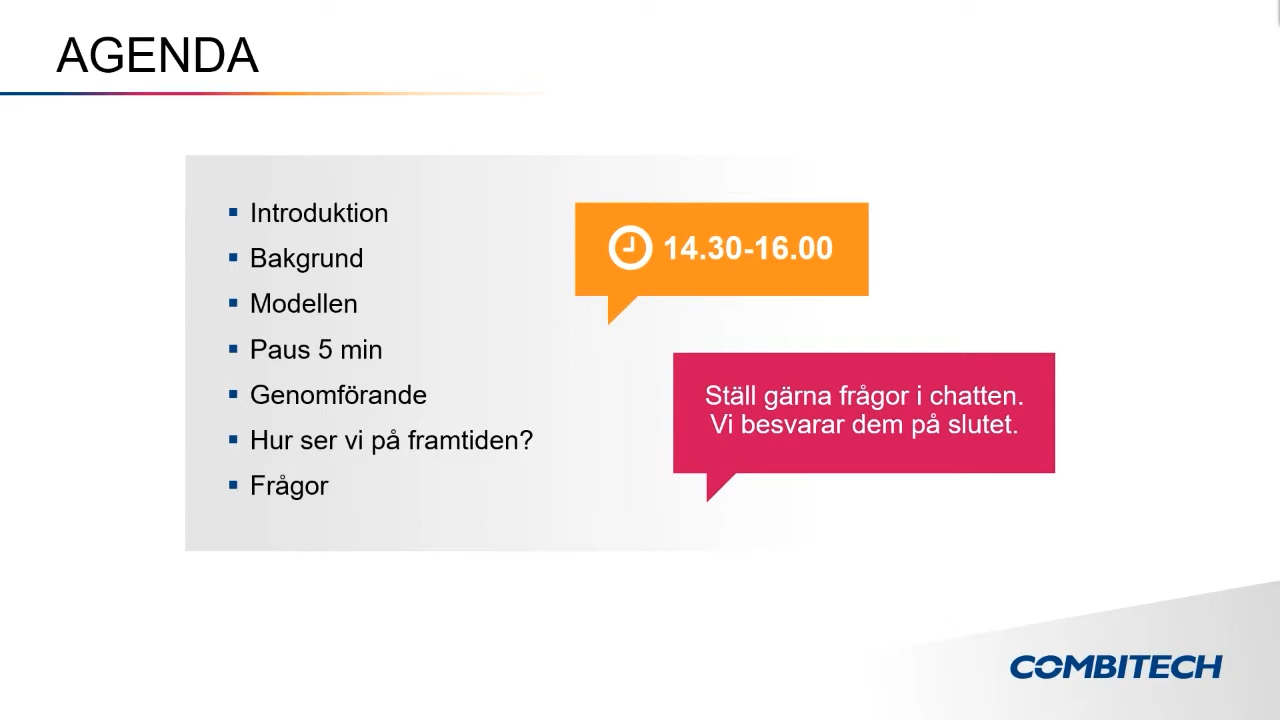 AGENDA
Introduktion
Bakgrund
Modellen
Paus 5 min
Genomförande
Hur ser vi på framtiden?
Frågor
14.30-16.00
Ställ gärna frågor i chatten.
Vi besvarar dem på slutet.
COMBITECH